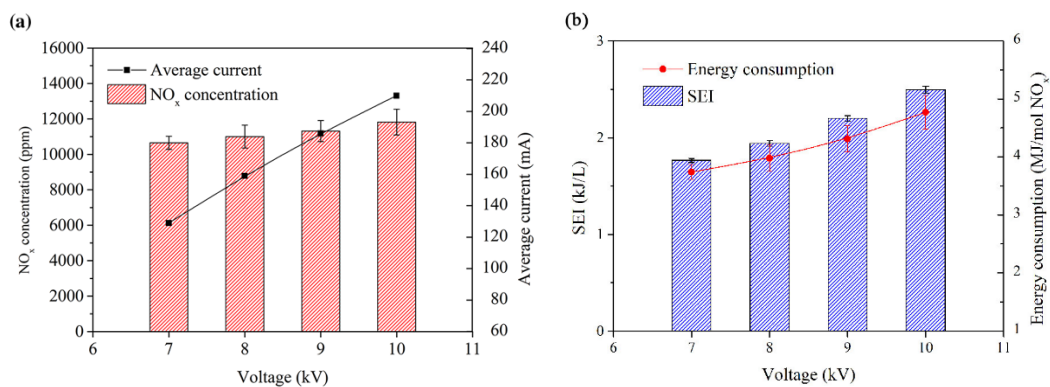 (a)
16000
14000
12000
10000
8000
6000
4000
2000
0
NOx concentration (ppm)
Average current
NOx concentration
240
220
200
180
160
140
120
100
80
60
Average current (mA)
6 7 8 9 10 11
Voltage (kV)
(b)
3
2
1
0
SEI (kJ/L)
Energy consumption
SEI
6
5
4
3
2
1
Energy consumption (MJ/mol NOx)
6 7 8 9 10 11
Voltage (kV)